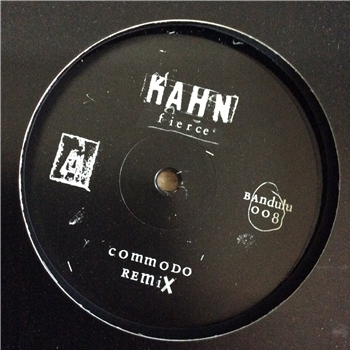 KAHN
fierce
A
BANdulu
008
COMMODO
REMiX